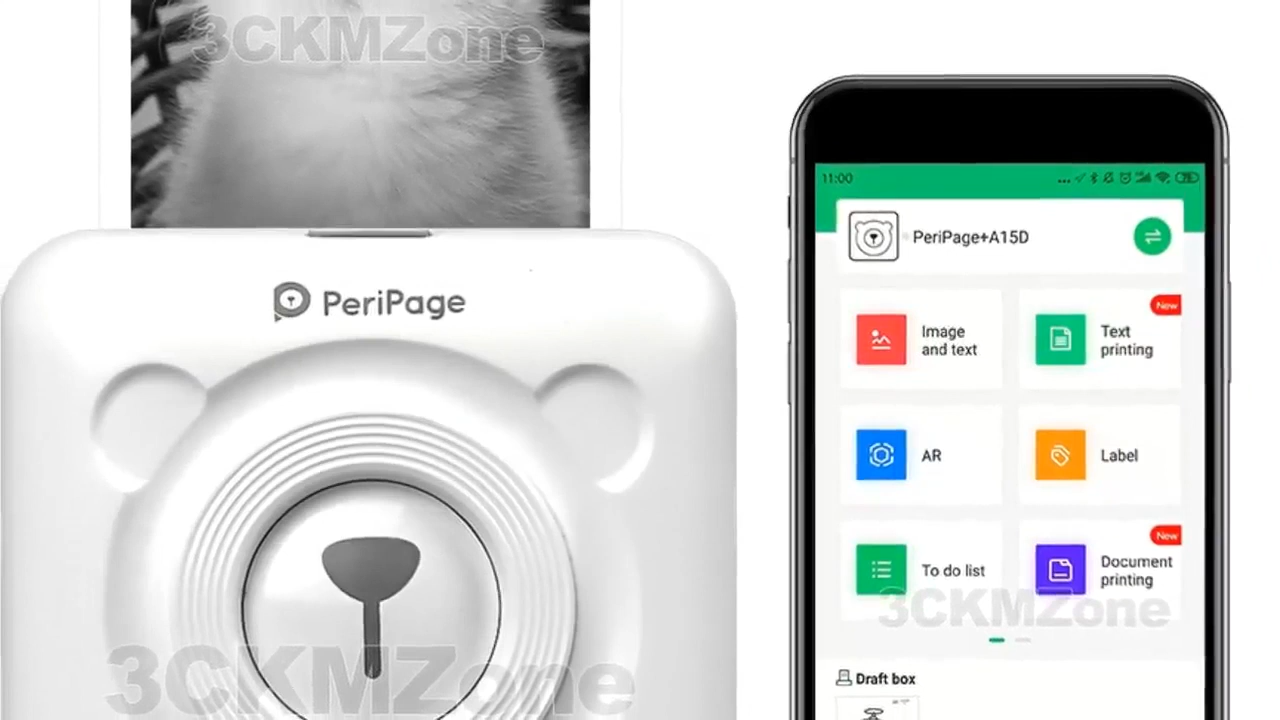 3CKMZone
PeriPage
3CKMZone
11:00
PeriPage+A15D
Image
and text
New
Text
printing
AR
Label
To do list
New
Document
printing
3CKMZone
Draft box